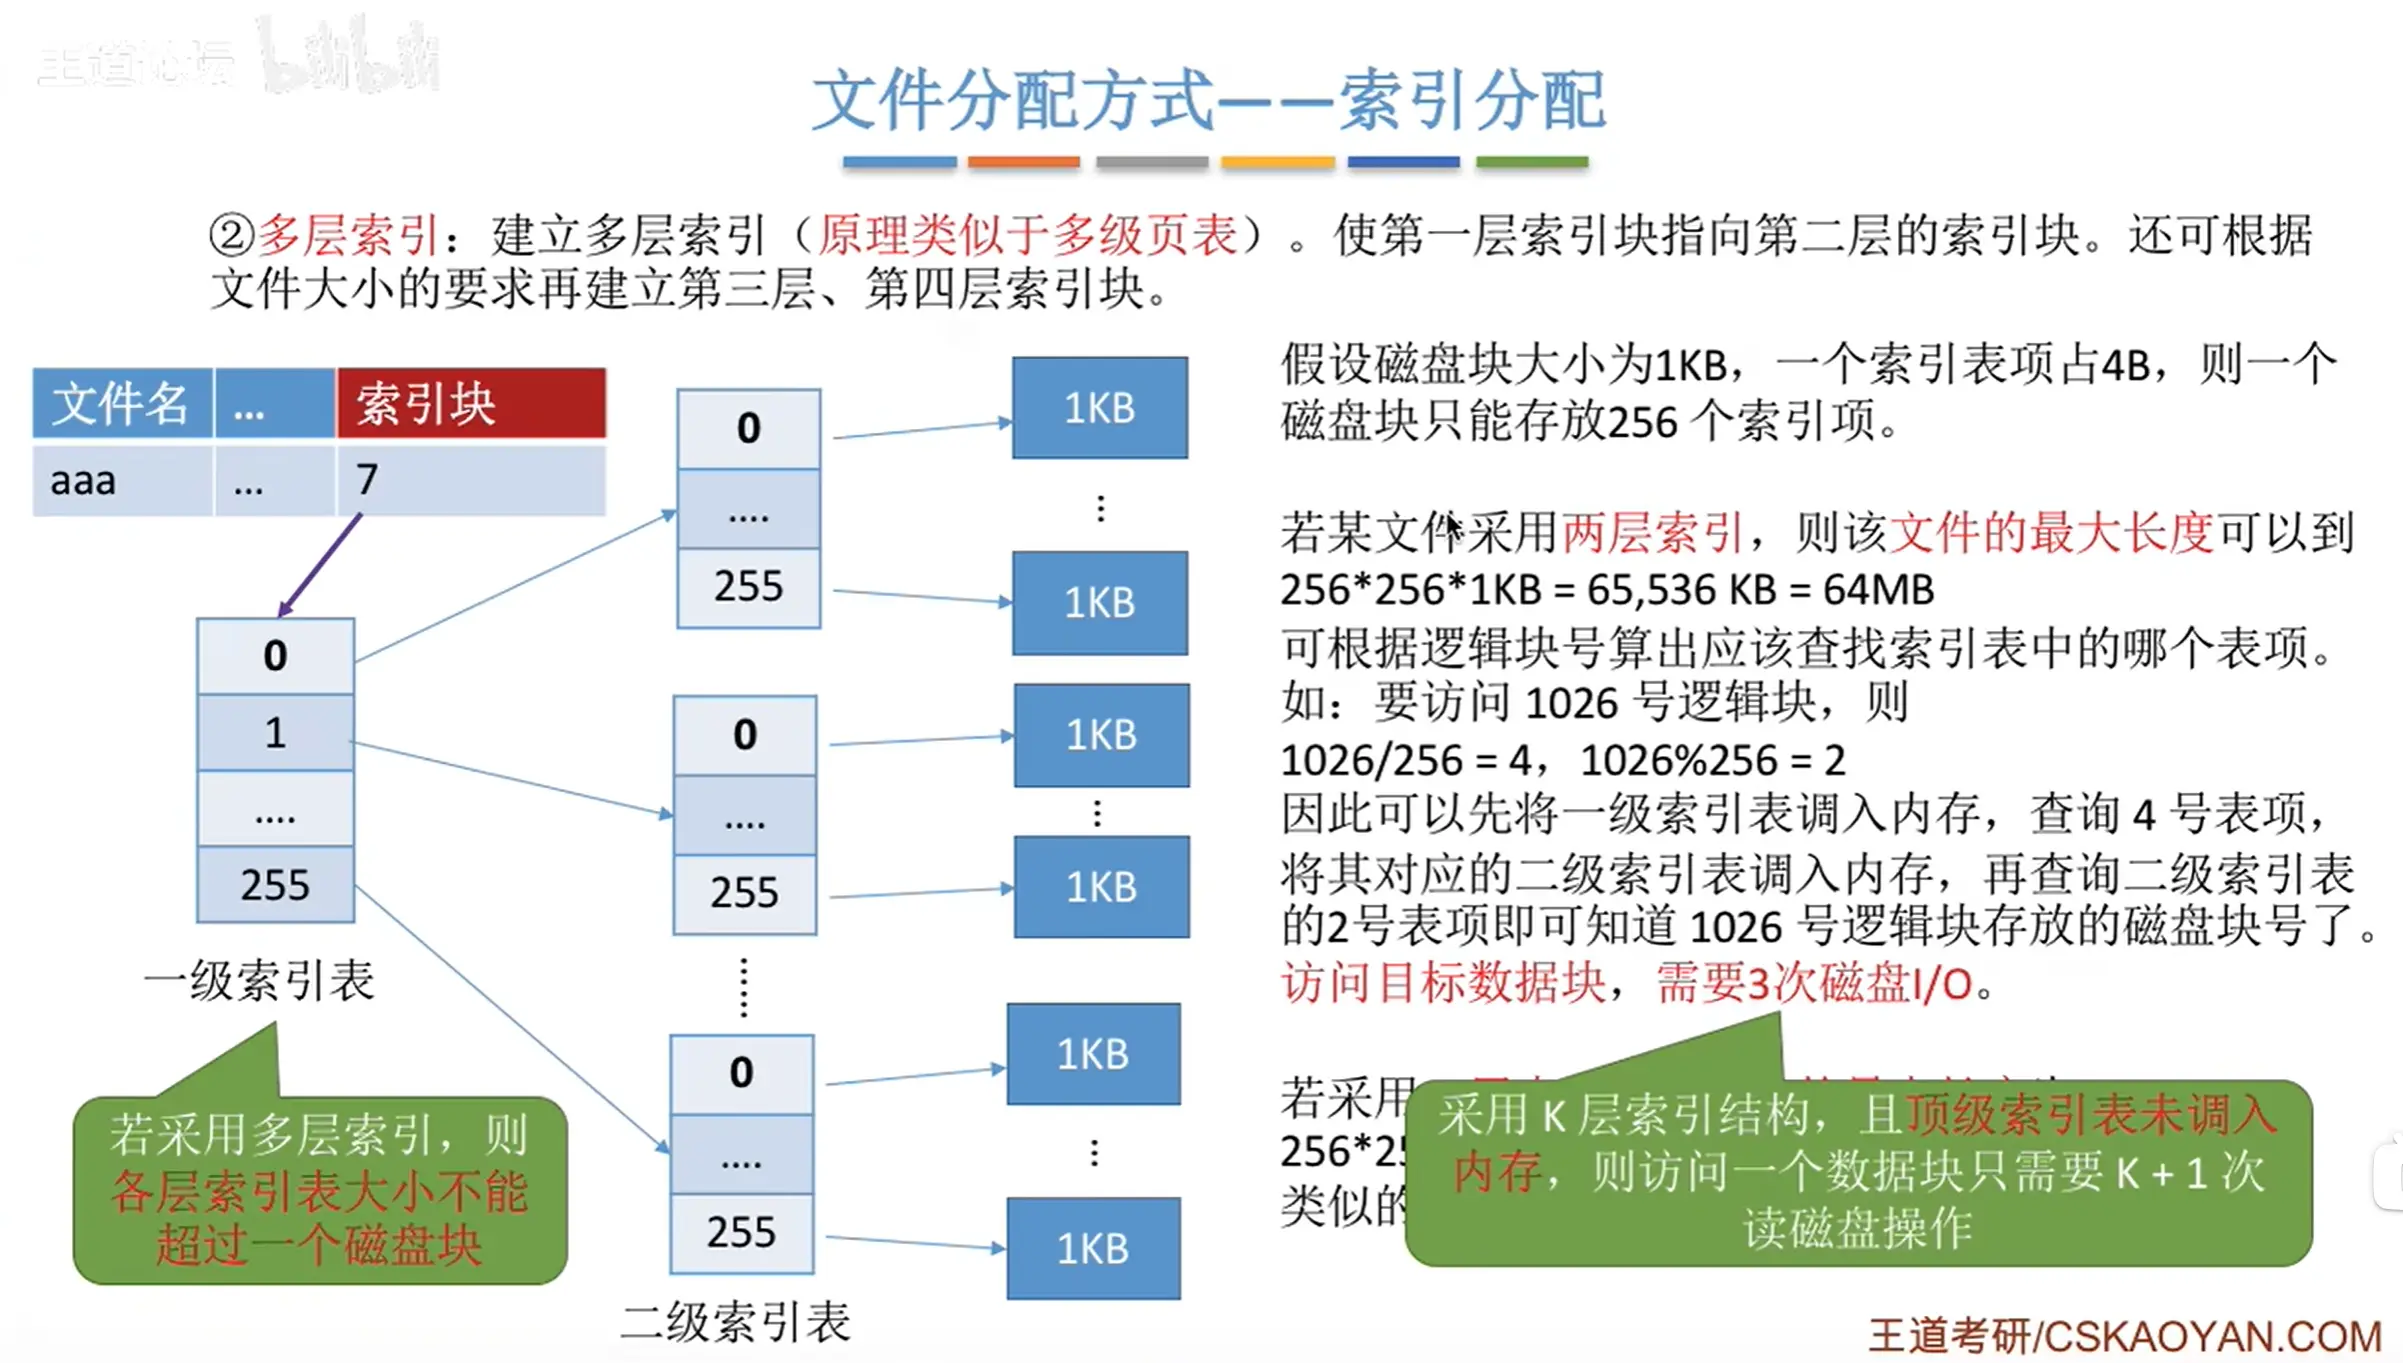 王道论坛 bilibili
文件分配方式——索引分配
②多层索引：建立多层索引（原理类似于多级页表）。使第一层索引块指向第二层的索引块。还可根据
文件大小的要求再建立第三层、第四层索引块。
文件名 ... 索引块
aaa ... 7
0
1
....
255
一级索引表
若采用多层索引，则
各层索引表大小不能
超过一个磁盘块
0
....
255
0
....
255
0
....
255
二级索引表
1KB
1KB
1KB
1KB
1KB
1KB
假设磁盘块大小为1KB，一个索引表项占4B，则一个
磁盘块只能存放256 个索引项。
若某文件采用两层索引，则该文件的最大长度可以到
256*256*1KB = 65,536 KB = 64MB
可根据逻辑块号算出应该查找索引表中的哪个表项。
如：要访问 1026 号逻辑块，则
1026/256 = 4，1026%256 = 2
因此可以先将一级索引表调入内存，查询 4 号表项，
将其对应的二级索引表调入内存，再查询二级索引表
的2号表项即可知道 1026 号逻辑块存放的磁盘块号了。
访问目标数据块，需要3次磁盘I/O。
若采用
256*25
类似的
采用 K 层索引结构，且顶级索引表未调入
内存，则访问一个数据块只需要 K + 1 次
读磁盘操作
王道考研/CSKAOYAN.COM